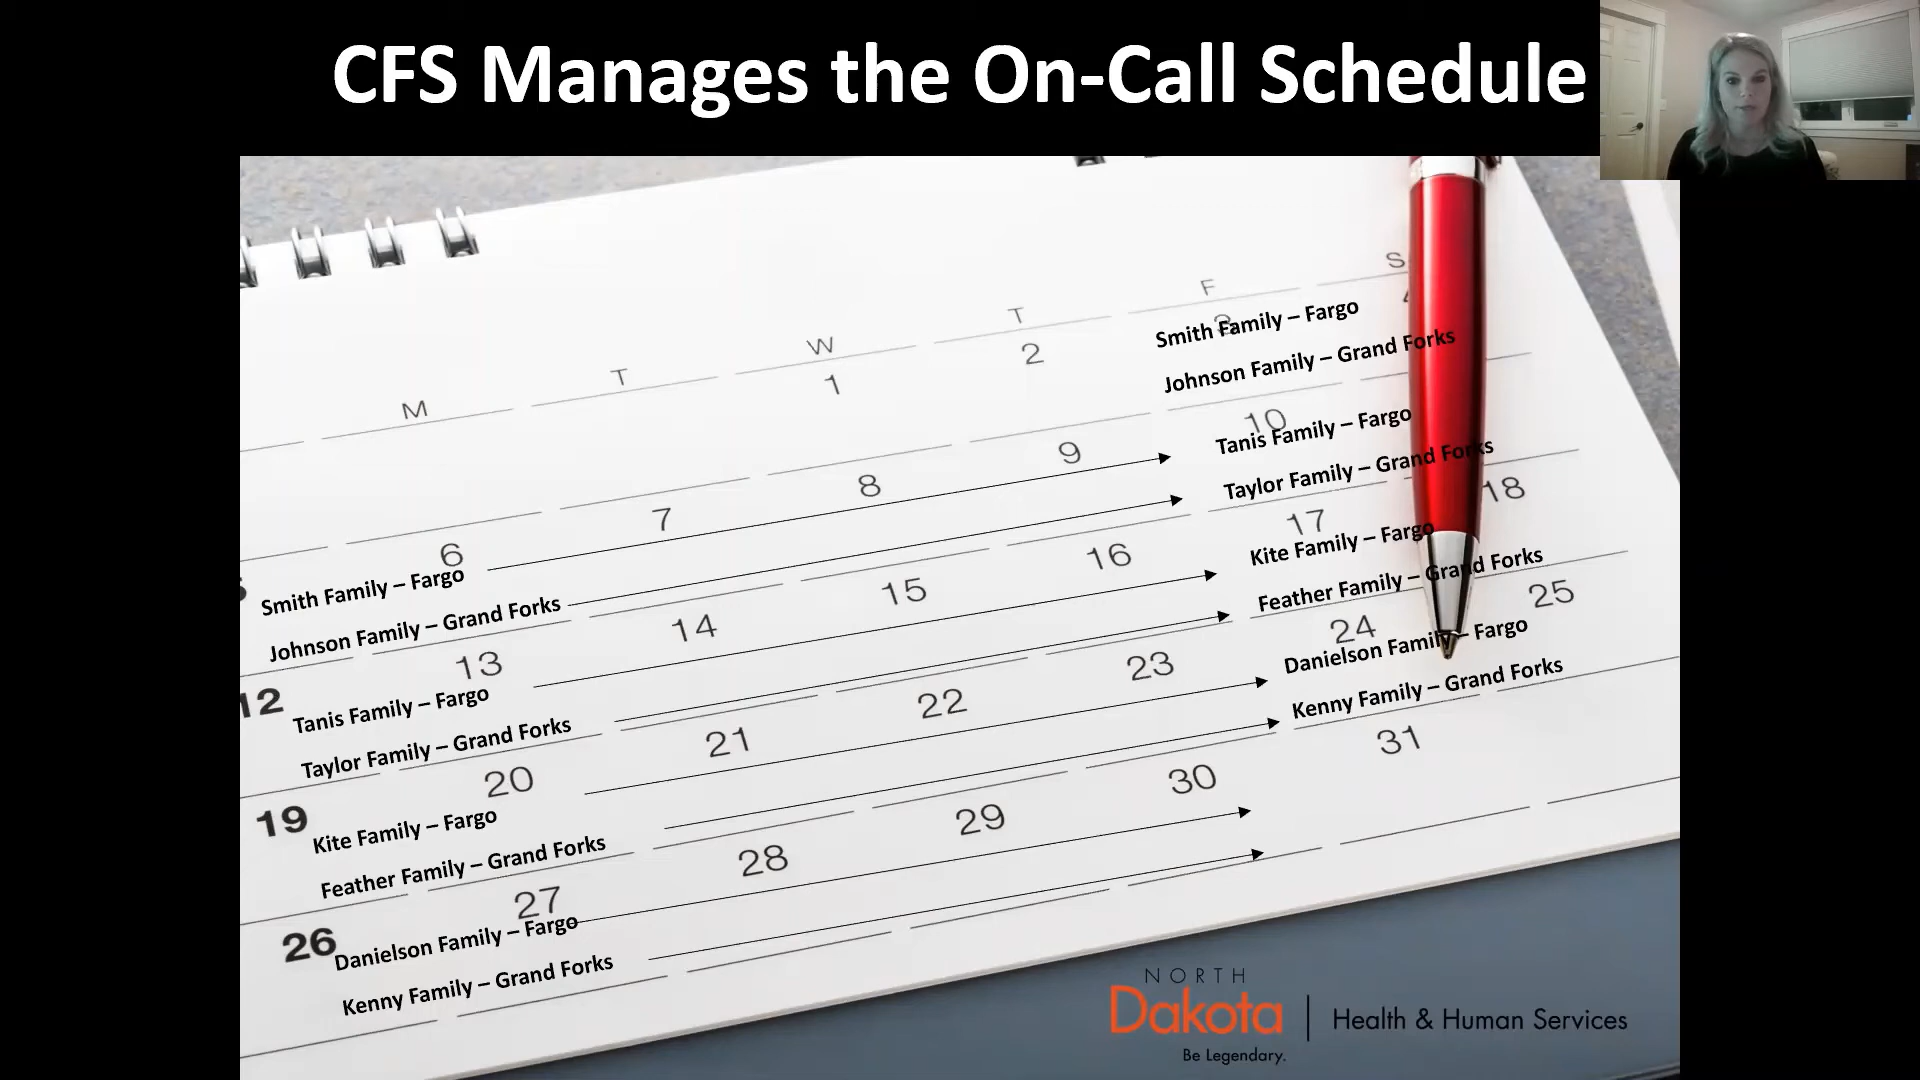 CFS Manages the On-Call Schedule
M T W T F S
1 2
Smith Family – Fargo
Johnson Family – Grand Forks
6 7 8 9 10
Smith Family – Fargo
Johnson Family – Grand Forks
Tanis Family – Fargo
Taylor Family – Grand Forks
12 13 14 15 16 17 18
Tanis Family – Fargo
Taylor Family – Grand Forks
Kite Family – Fargo
Feather Family – Grand Forks
19 20 21 22 23 24 25
Kite Family – Fargo
Feather Family – Grand Forks
Danielson Family – Fargo
Kenny Family – Grand Forks
26 27 28 29 30 31
Danielson Family – Fargo
Kenny Family – Grand Forks
NORTH
Dakota
Be Legendary.
Health & Human Services